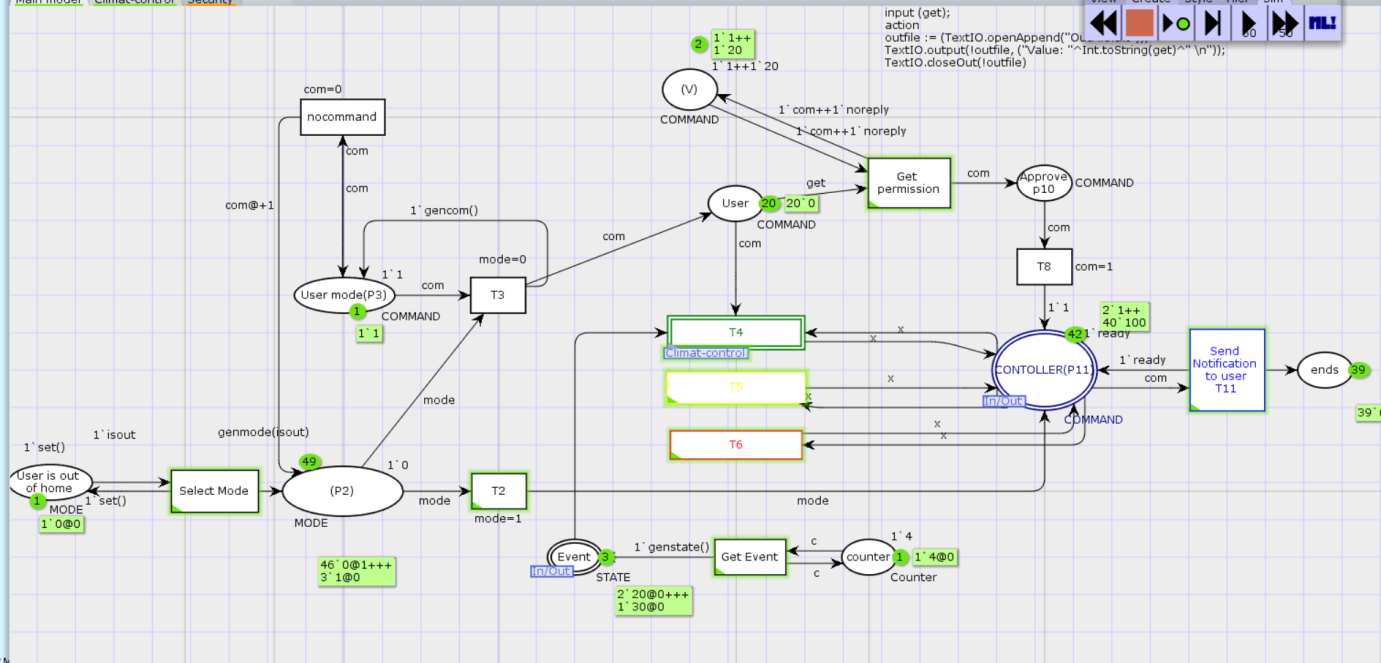 Main model Climat-control Security
View Create Style Hier Sim
input (get);
action
outfile := (TextIO.openAppend("Out
TextIO.output(!outfile, ("Value: "^Int.toString(get)^" \n"));
TextIO.closeOut(!outfile)
50 50 ML!
2
1`1++
1`20
1`1++1`20
(V)
COMMAND
1`com++1`noreply
1`com++1`noreply
com=0
nocommand
com
com
com@+1
1`gencom()
Get
permission
com
Approve
p10
COMMAND
get
User
20
20`0
COMMAND
com
com
com
mode=0
T3
T8
com=1
1`1
User mode(P3)
com
1
COMMAND
1`1
1`1
2`1++
40`100
42
1`ready
T4
Climat-control
x
x
CONTOLLER(P11)
In/Out
COMMAND
1`ready
com
Send
Notification
to user
T11
ends
39
T5
x
x
mode
T6
x
x
1`isout
genmode(isout)
1`set()
User is out
of home
1
MODE
1`0@0
1`set()
Select Mode
49
1`0
(P2)
MODE
mode
T2
mode=1
mode
46`0@1+++
3`1@0
Event
3
In/Out
STATE
1`genstate()
Get Event
c
c
counter
1`4
1
1`4@0
Counter
2`20@0+++
1`30@0